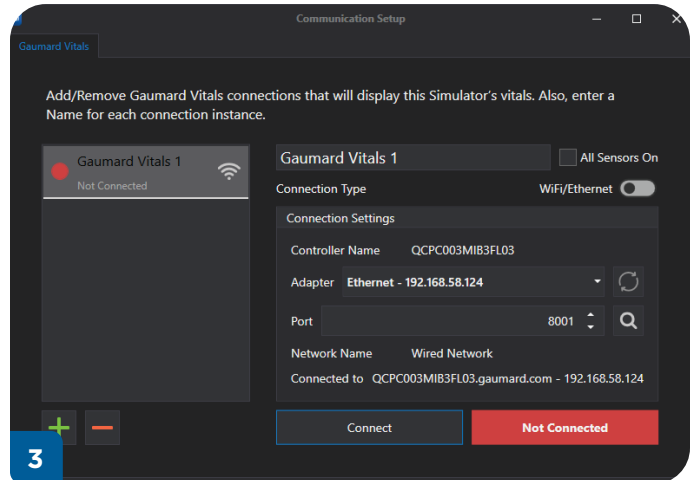 Communication Setup
Gaumard Vitals
Add/Remove Gaumard Vitals connections that will display this Simulator's vitals. Also, enter a
Name for each connection instance.
Gaumard Vitals 1
Not Connected
Gaumard Vitals 1
All Sensors On
Connection Type
WiFi/Ethernet
Connection Settings
Controller Name QCPC003MIB3FL03
Adapter Ethernet - 192.168.58.124
Port 8001
Network Name Wired Network
Connected to QCPC003MIB3FL03.gaumard.com - 192.168.58.124
Connect
Not Connected
3